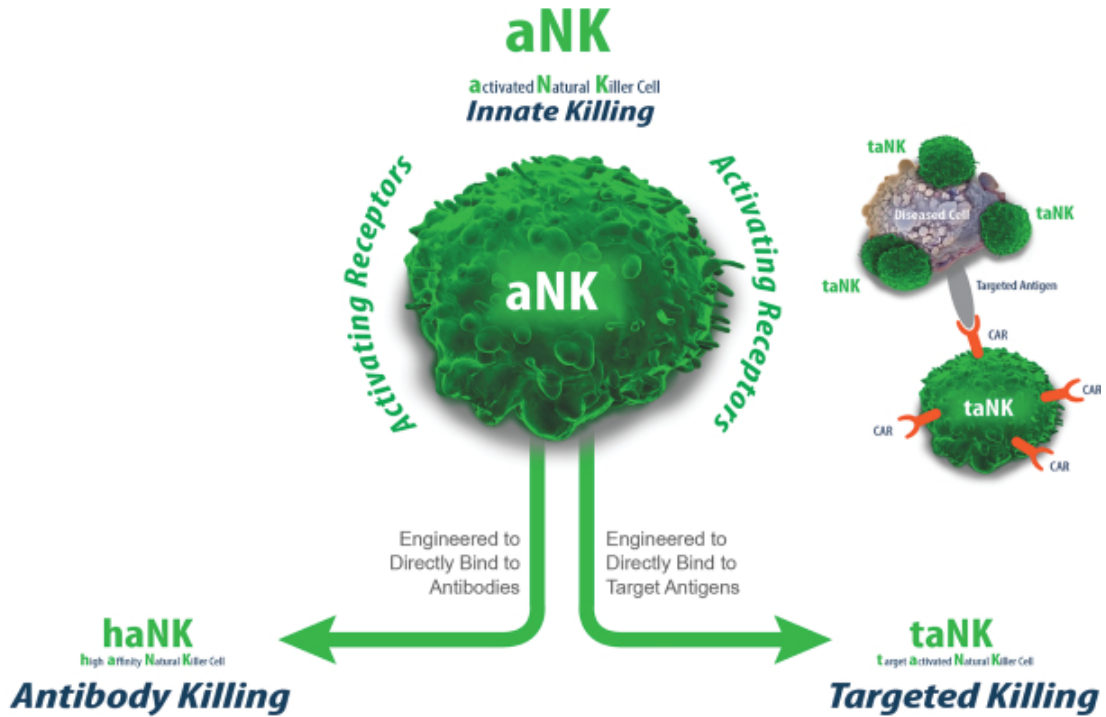 aNK
activated Natural Killer Cell
Innate Killing
Activating Receptors
aNK
Activating Receptors
taNK
Diseased Cell
taNK
taNK
Targeted Antigen
CAR
taNK
CAR
CAR
CAR
Engineered to
Directly Bind to
Antibodies
Engineered to
Directly Bind to
Target Antigens
haNK
high affinity Natural Killer Cell
Antibody Killing
taNK
target activated Natural Killer Cell
Targeted Killing